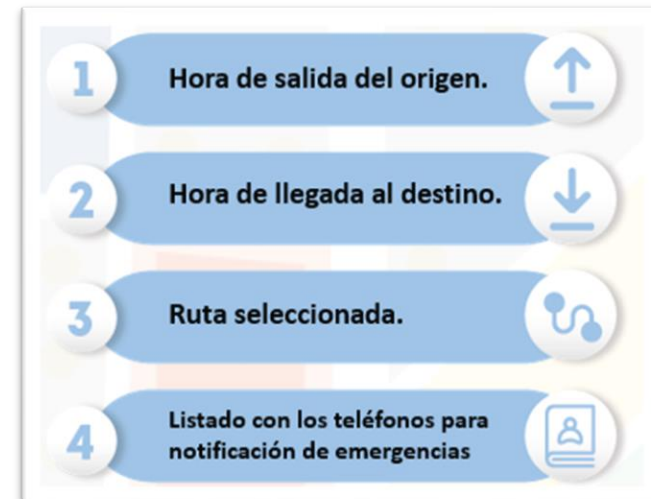 1
Hora de salida del origen.
2
Hora de llegada al destino.
3
Ruta seleccionada.
4
Listado con los teléfonos para
notificación de emergencias